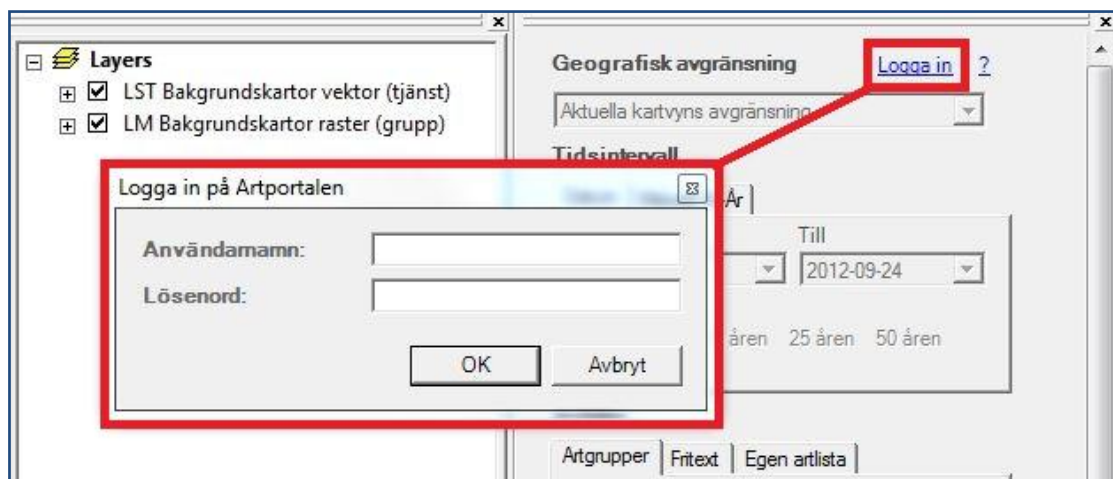 Layers
LST Bakgrundskartor vektor (tjänst)
LM Bakgrundskartor raster (grupp)
Geografisk avgränsning Logga in ?
Aktuella kartvyns avgränsning
Tidsintervall
År
Till
2012-09-24
åren 25 åren 50 åren
Logga in på Artportalen
Användarnamn:
Lösenord:
OK Avbryt
Artgrupper Fritext Egen artlista